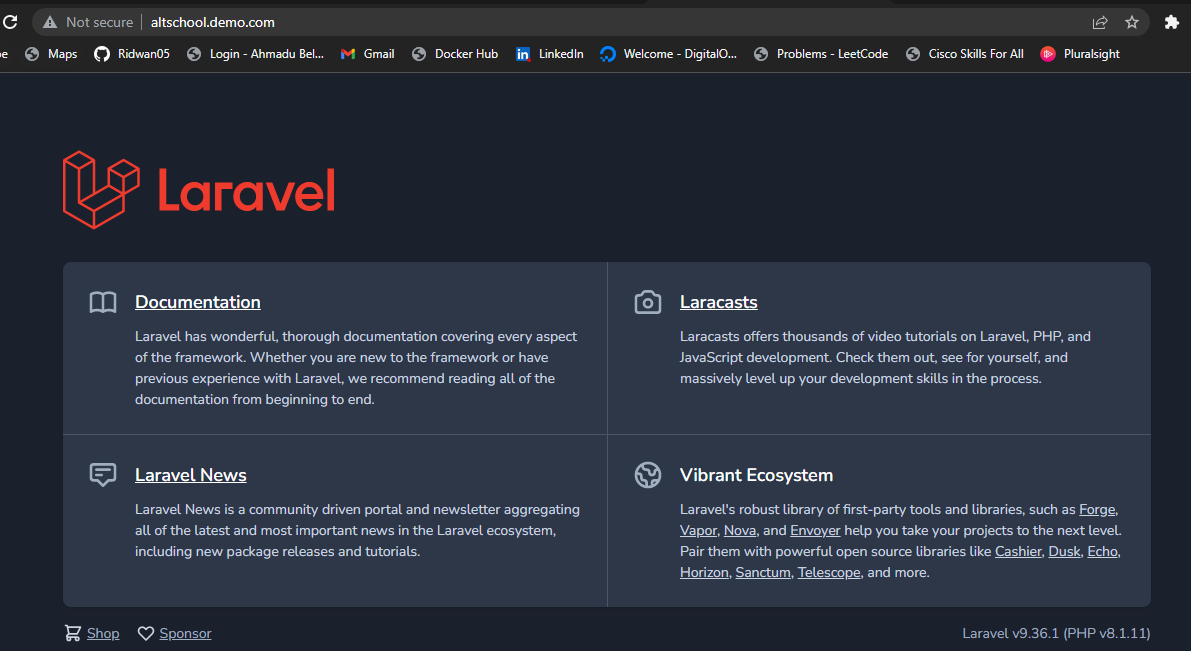 Not secure altschool.demo.com
Maps Ridwan05 Login - Ahmadu Bel... Gmail Docker Hub LinkedIn Welcome - DigitalO... Problems - LeetCode Cisco Skills For All Pluralsight
Laravel
Documentation
Laravel has wonderful, thorough documentation covering every aspect
of the framework. Whether you are new to the framework or have
previous experience with Laravel, we recommend reading all of the
documentation from beginning to end.
Laracasts
Laracasts offers thousands of video tutorials on Laravel, PHP, and
JavaScript development. Check them out, see for yourself, and
massively level up your development skills in the process.
Laravel News
Laravel News is a community driven portal and newsletter aggregating
all of the latest and most important news in the Laravel ecosystem,
including new package releases and tutorials.
Vibrant Ecosystem
Laravel's robust library of first-party tools and libraries, such as Forge,
Vapor, Nova, and Envoyer help you take your projects to the next level.
Pair them with powerful open source libraries like Cashier, Dusk, Echo,
Horizon, Sanctum, Telescope, and more.
Shop Sponsor
Laravel v9.36.1 (PHP v8.1.11)